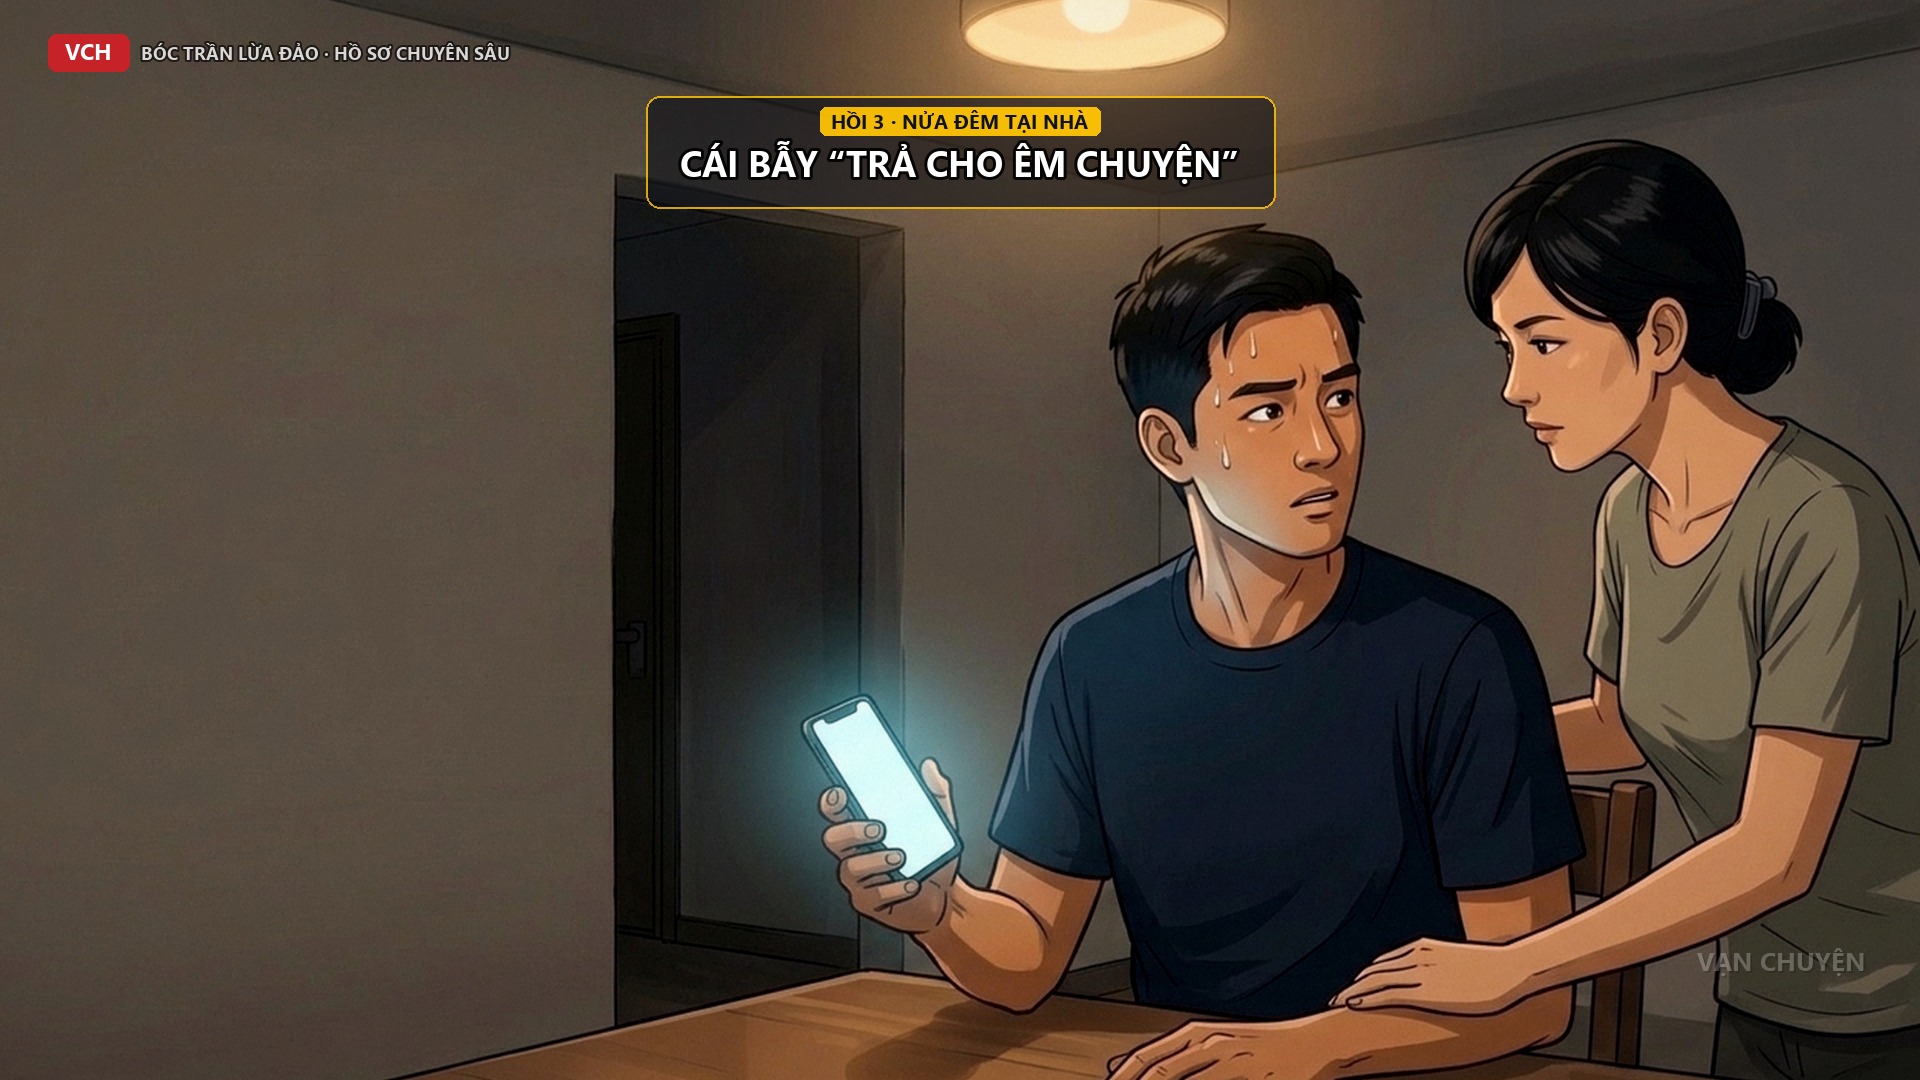 VCH BÓC TRẦN LỪA ĐẢO · HỒ SƠ CHUYÊN SÂU
HỒI 3 · NỬA ĐÊM TẠI NHÀ
CÁI BẪY “TRẢ CHO ÊM CHUYỆN”
VẠN CHUYỆN